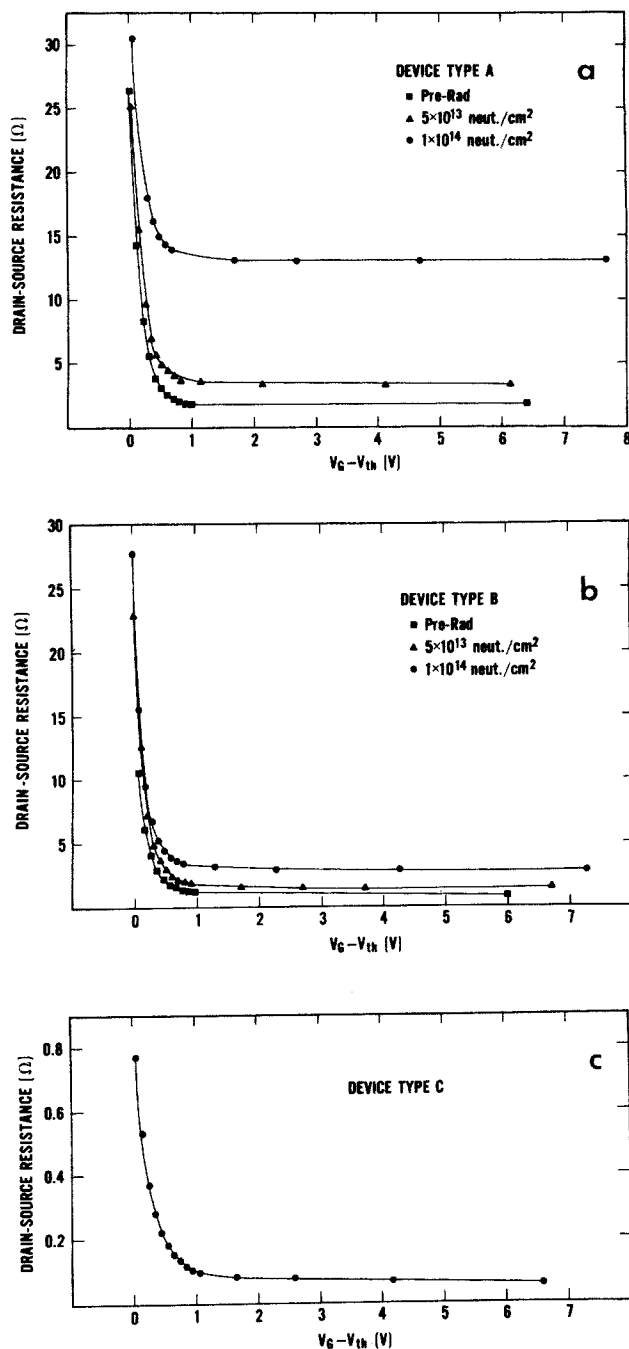 a
DEVICE TYPE A
■ Pre-Rad
▲ 5×10¹³ neut./cm²
● 1×10¹⁴ neut./cm²
DRAIN-SOURCE RESISTANCE [Ω]
30
25
20
15
10
5
0 1 2 3 4 5 6 7 8
V_G–V_th (V)
b
DEVICE TYPE B
■ Pre-Rad
▲ 5×10¹³ neut./cm²
● 1×10¹⁴ neut./cm²
DRAIN-SOURCE RESISTANCE [Ω]
30
25
20
15
10
5
0 1 2 3 4 5 6 7
V_G–V_th (V)
c
DEVICE TYPE C
DRAIN-SOURCE RESISTANCE [Ω]
0.8
0.6
0.4
0.2
0 1 2 3 4 5 6 7
V_G–V_th (V)